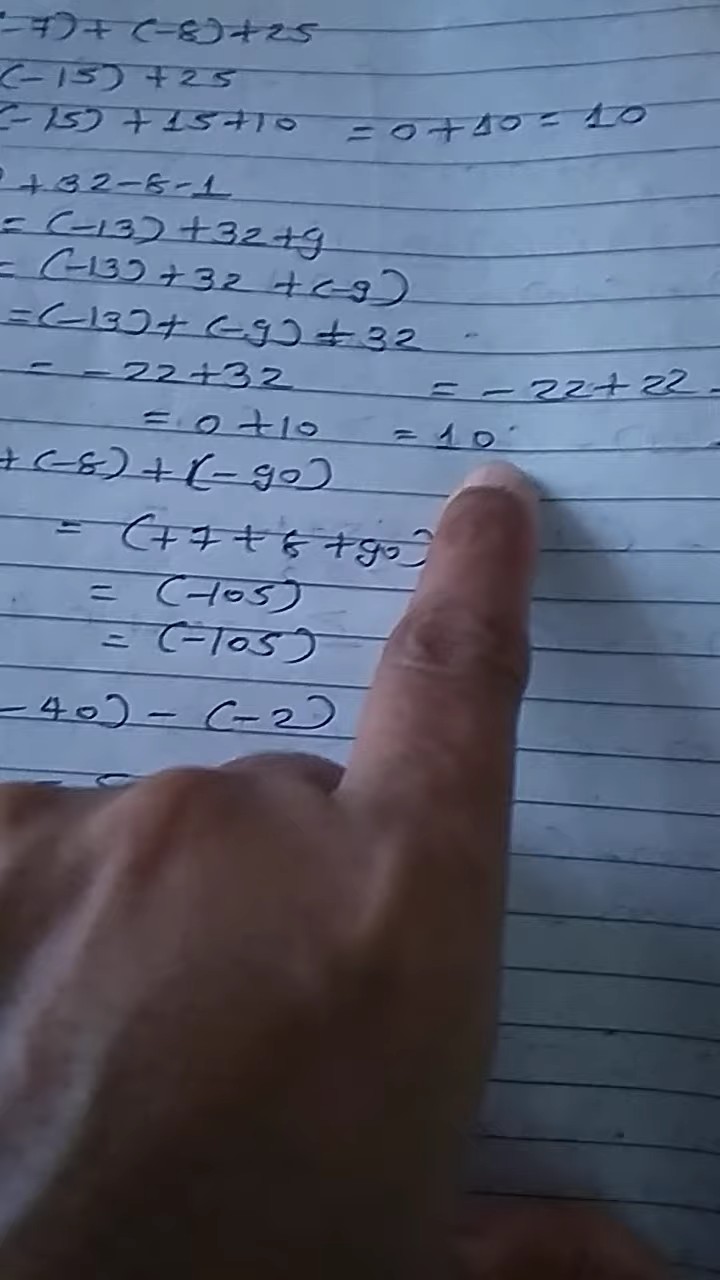 -7) + (-8) + 25
(-15) + 25
(-15) + 15 + 10 = 0 + 10 = 10
+ 32 - 8 - 1
= (-13) + 32 + 9
= (-13) + 32 + (-9)
= (-13) + (-9) + 32
= - 22 + 32 = - 22 + 22
= 0 + 10 = 10
+ (-8) + (-90)
= (+7 + 8 + 90)
= (-105)
= (-105)
- 40) - (-2)